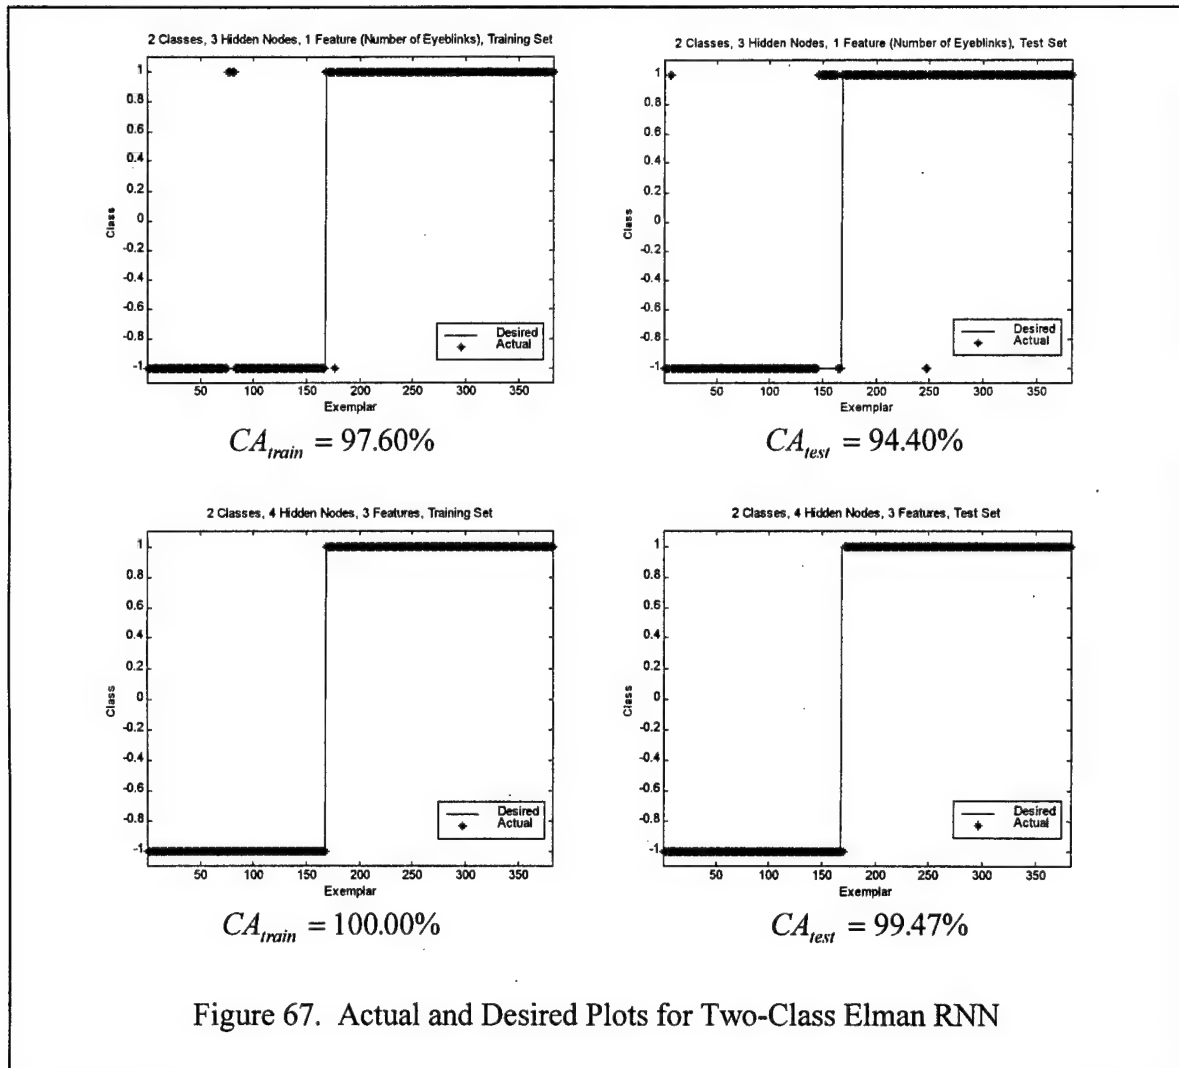 2 Classes, 3 Hidden Nodes, 1 Feature (Number of Eyeblinks), Training Set
1
0.8
0.6
0.4
0.2
0
-0.2
-0.4
-0.6
-0.8
-1
Class
50 100 150 200 250 300 350
Exemplar
Desired
Actual
CA_train = 97.60%
2 Classes, 3 Hidden Nodes, 1 Feature (Number of Eyeblinks), Test Set
1
0.8
0.6
0.4
0.2
0
-0.2
-0.4
-0.6
-0.8
-1
Class
50 100 150 200 250 300 350
Exemplar
Desired
Actual
CA_test = 94.40%
2 Classes, 4 Hidden Nodes, 3 Features, Training Set
1
0.8
0.6
0.4
0.2
0
-0.2
-0.4
-0.6
-0.8
-1
Class
50 100 150 200 250 300 350
Exemplar
Desired
Actual
CA_train = 100.00%
2 Classes, 4 Hidden Nodes, 3 Features, Test Set
1
0.8
0.6
0.4
0.2
0
-0.2
-0.4
-0.6
-0.8
-1
Class
50 100 150 200 250 300 350
Exemplar
Desired
Actual
CA_test = 99.47%
Figure 67. Actual and Desired Plots for Two-Class Elman RNN